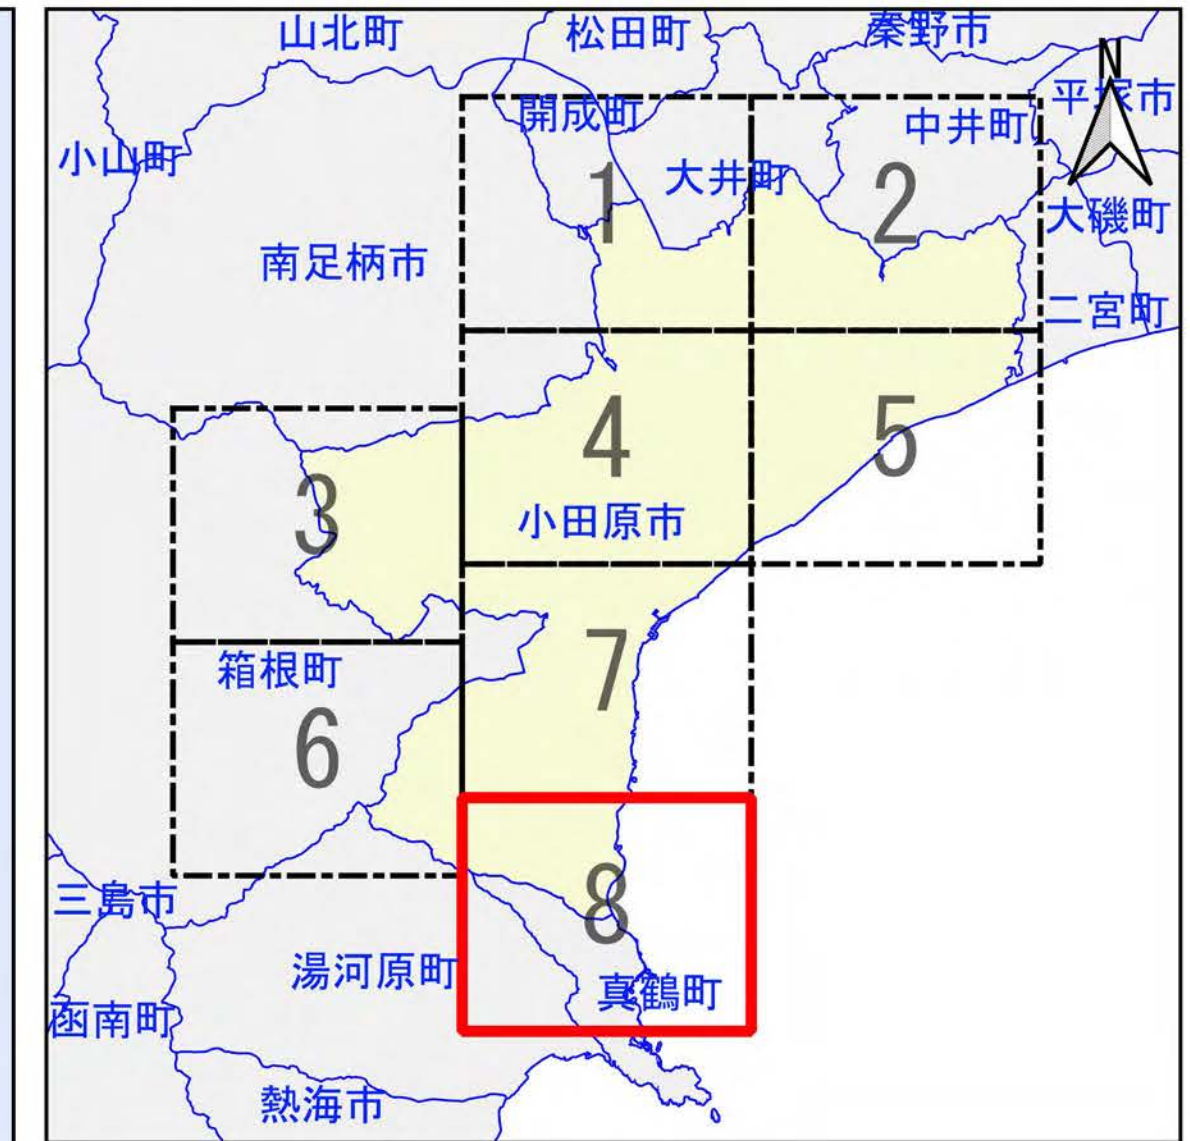 山北町
松田町
秦野市
N
平塚市
開成町
中井町
小山町
大井町
1
2
大磯町
南足柄市
二宮町
4
5
3
小田原市
7
箱根町
6
8
三島市
湯河原町
真鶴町
函南町
熱海市